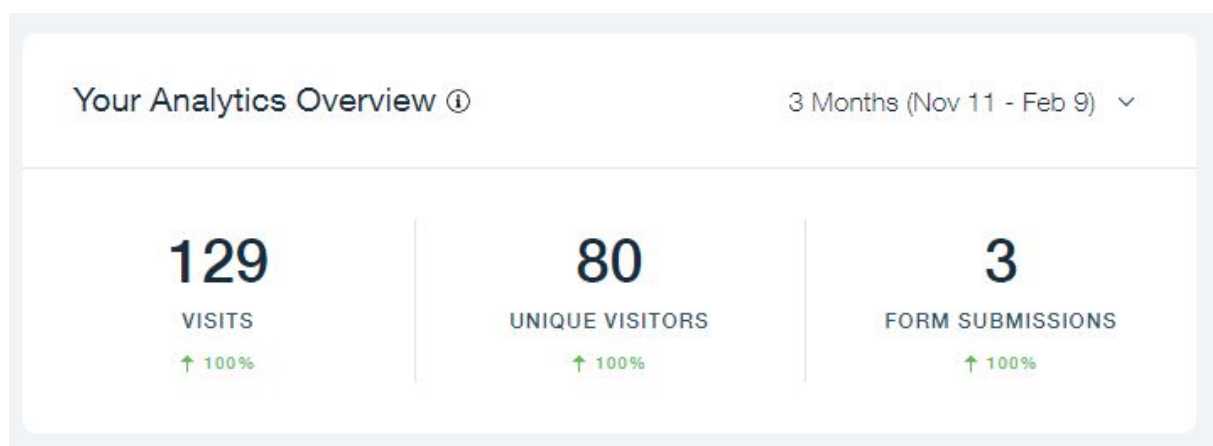 Your Analytics Overview
3 Months (Nov 11 - Feb 9)
129
VISITS
↑ 100%
80
UNIQUE VISITORS
↑ 100%
3
FORM SUBMISSIONS
↑ 100%